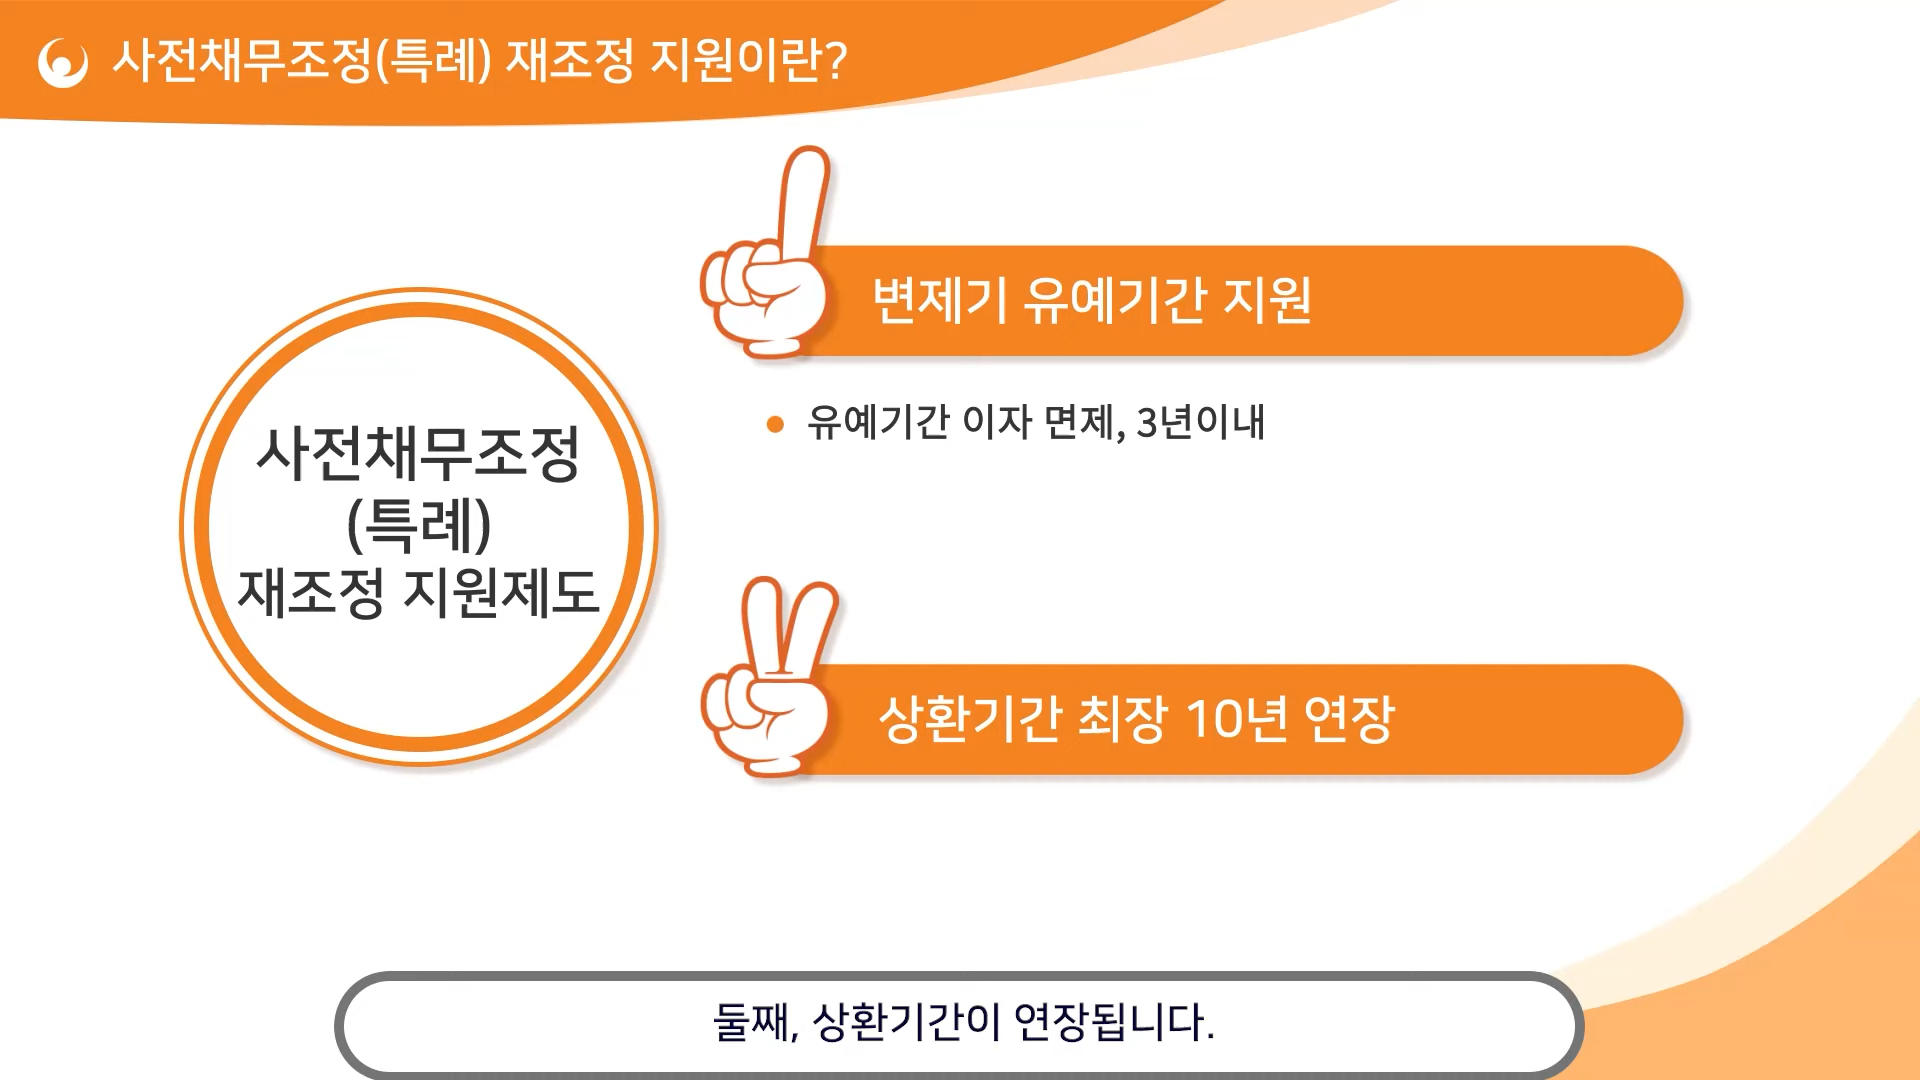 사전채무조정(특례) 재조정 지원이란?
사전채무조정
(특례)
재조정 지원제도
변제기 유예기간 지원
유예기간 이자 면제, 3년이내
상환기간 최장 10년 연장
둘째, 상환기간이 연장됩니다.